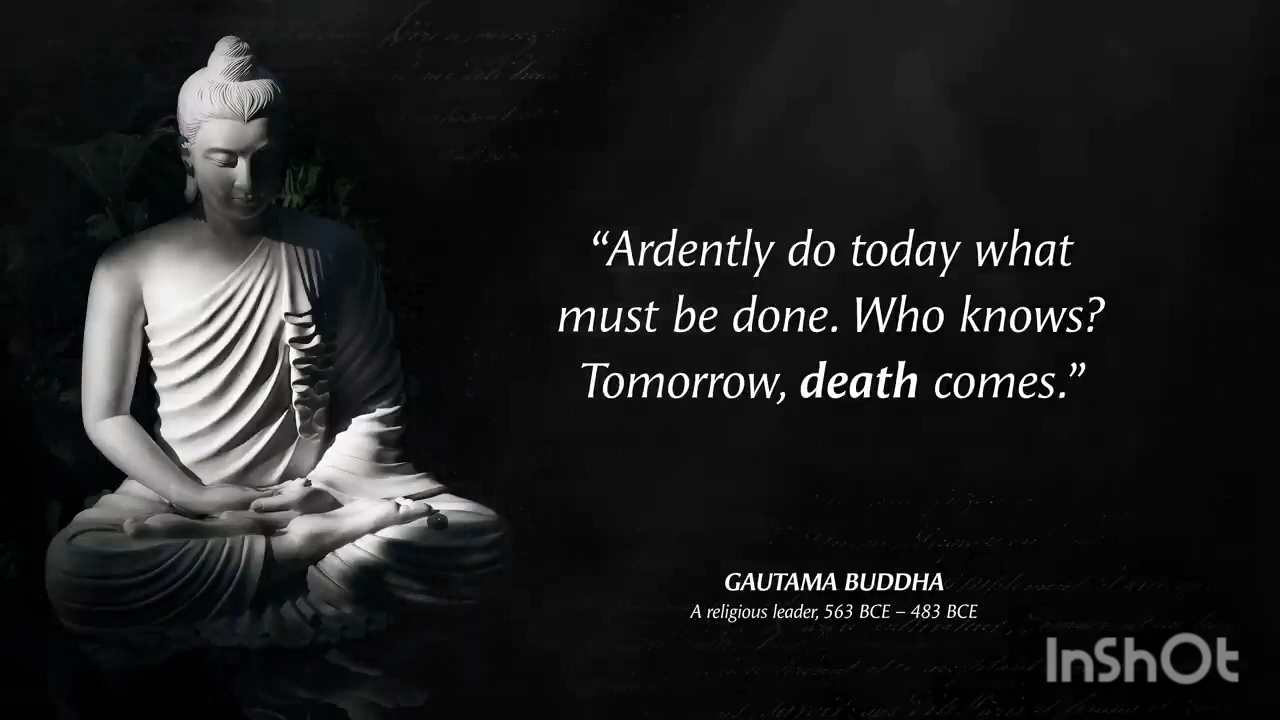 “Ardently do today what
must be done. Who knows?
Tomorrow, death comes.”
GAUTAMA BUDDHA
A religious leader, 563 BCE – 483 BCE
InShOt